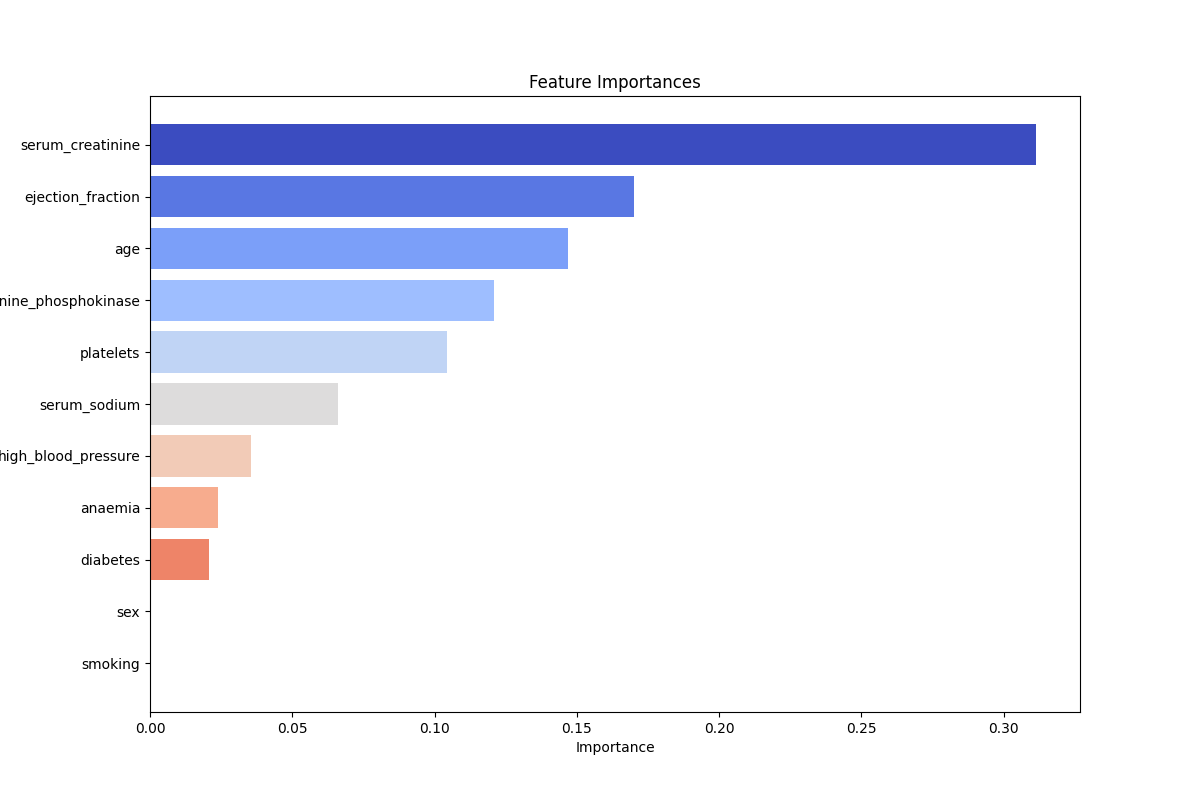 Feature Importances
serum_creatinine
ejection_fraction
age
nine_phosphokinase
platelets
serum_sodium
high_blood_pressure
anaemia
diabetes
sex
smoking
0.00 0.05 0.10 0.15 0.20 0.25 0.30
Importance